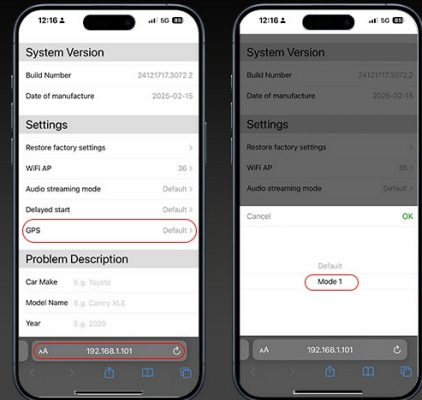 12:16
5G 85
System Version
Build Number 24121717.3072.2
Date of manufacture 2025-02-15
Settings
Restore factory settings >
WiFi AP 36 >
Audio streaming mode Default >
Delayed start Default >
GPS Default >
Problem Description
Car Make E.g. Toyota
Model Name E.g. Camry XLE
Year E.g. 2020
AA 192.168.1.101
12:16
5G 85
System Version
Build Number 24121717.3072.2
Date of manufacture 2025-02-15
Settings
Restore factory settings >
WiFi AP 36 >
Audio streaming mode Default >
Cancel OK
Default
Mode 1
AA 192.168.1.101